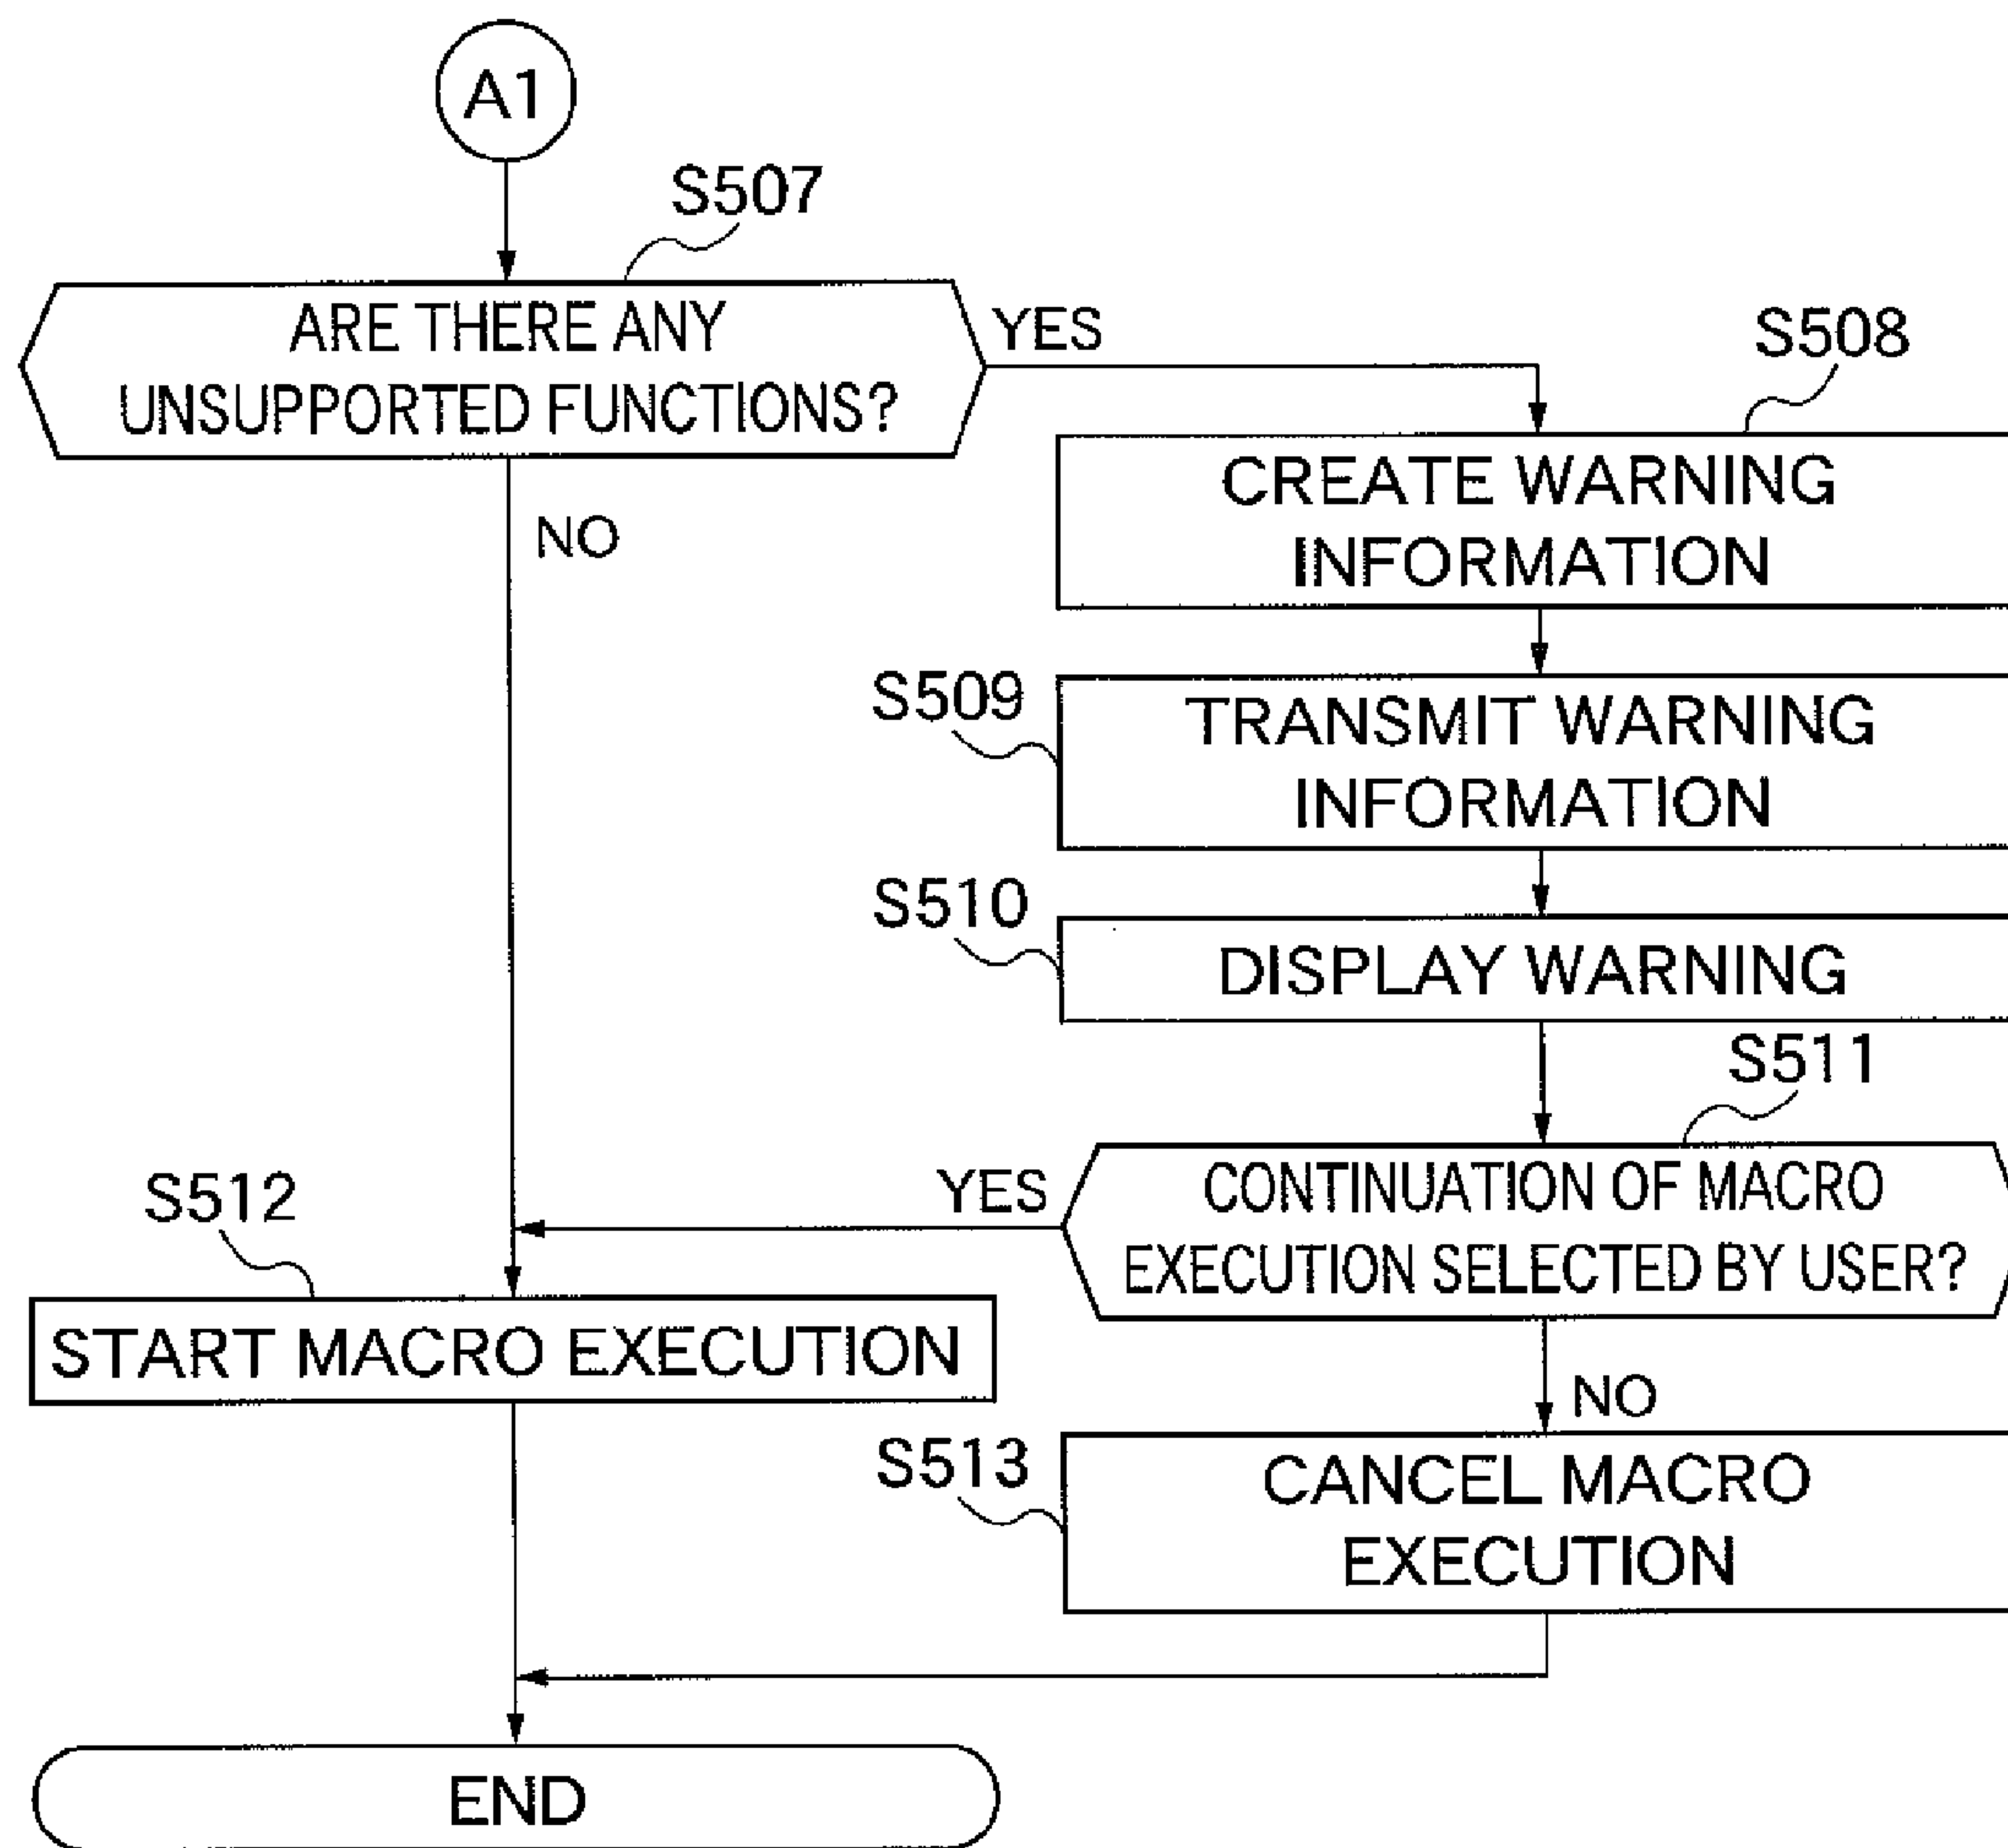 A1
S507
ARE THERE ANY
UNSUPPORTED FUNCTIONS?
YES
NO
S508
CREATE WARNING
INFORMATION
S509
TRANSMIT WARNING
INFORMATION
S510
DISPLAY WARNING
S511
CONTINUATION OF MACRO
EXECUTION SELECTED BY USER?
YES
NO
S512
START MACRO EXECUTION
S513
CANCEL MACRO
EXECUTION
END